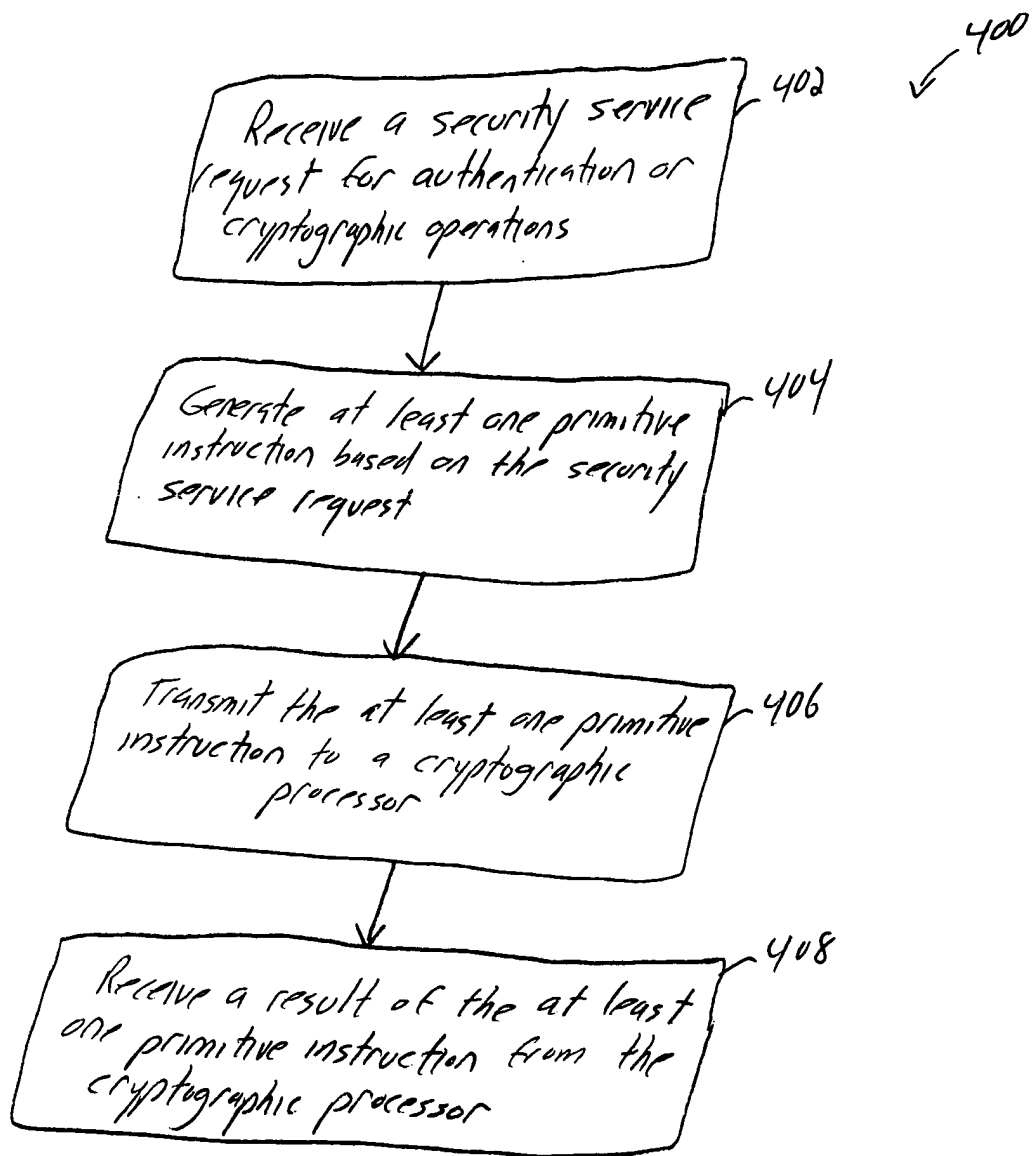 400
402
Receive a security service
request for authentication or
cryptographic operations
404
Generate at least one primitive
instruction based on the security
service request
406
Transmit the at least one primitive
instruction to a cryptographic
processor
408
Receive a result of the at least
one primitive instruction from the
cryptographic processor